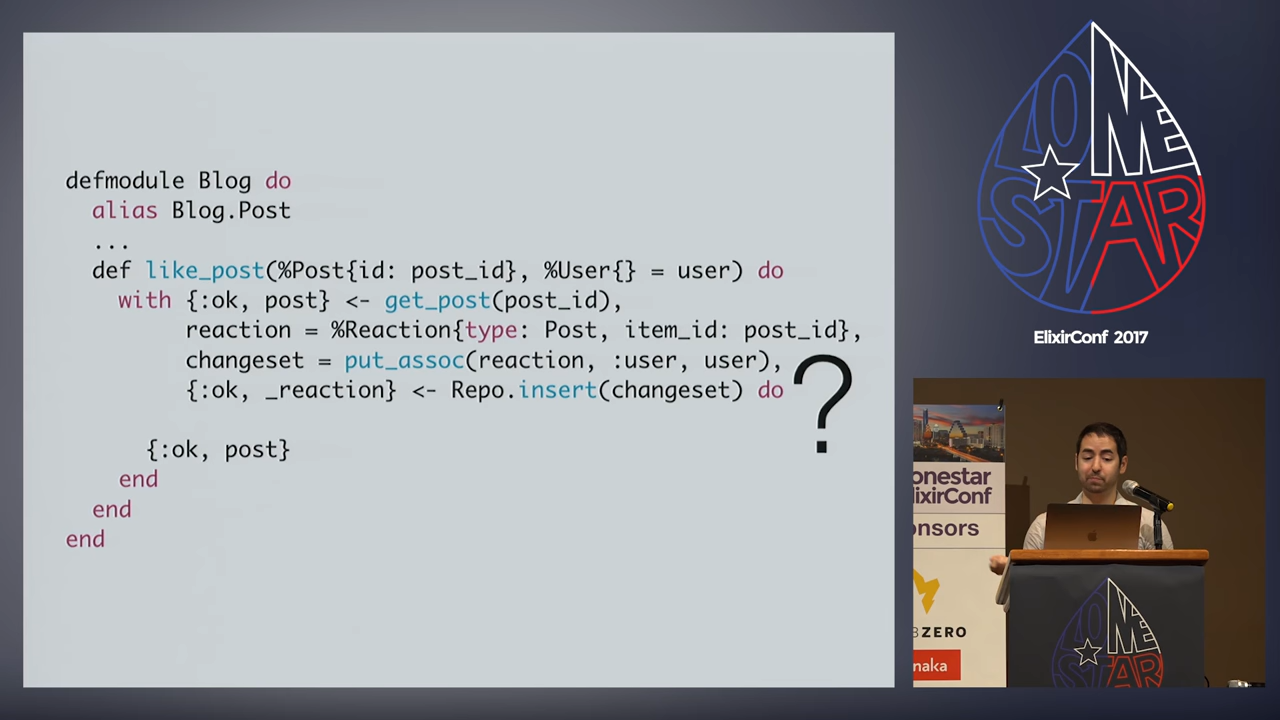 defmodule Blog do
  alias Blog.Post
  ...
  def like_post(%Post{id: post_id}, %User{} = user) do
    with {:ok, post} <- get_post(post_id),
         reaction = %Reaction{type: Post, item_id: post_id},
         changeset = put_assoc(reaction, :user, user),
         {:ok, _reaction} <- Repo.insert(changeset) do
?
      {:ok, post}
    end
  end
end
LONE
STAR
ElixirConf 2017
onestar
lixirConf
onsors
ZERO
naka
LONE
STAR